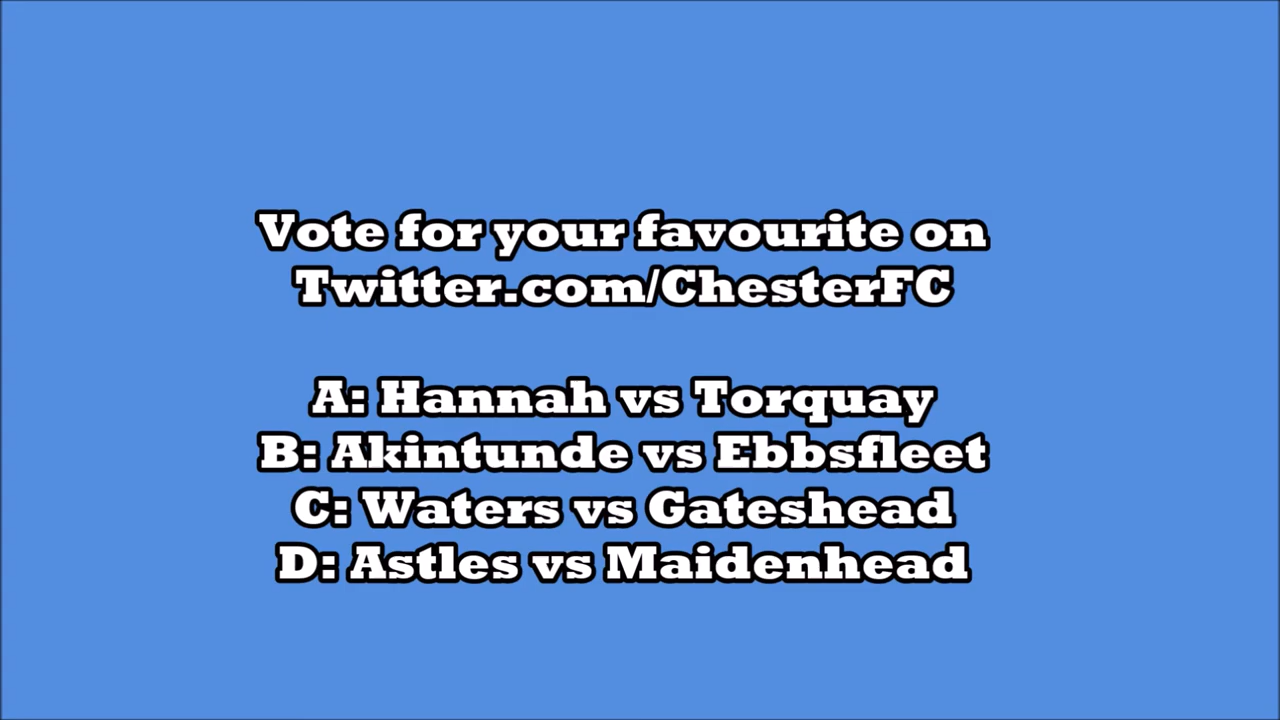 Vote for your favourite on
Twitter.com/ChesterFC
A: Hannah vs Torquay
B: Akintunde vs Ebbsfleet
C: Waters vs Gateshead
D: Astles vs Maidenhead